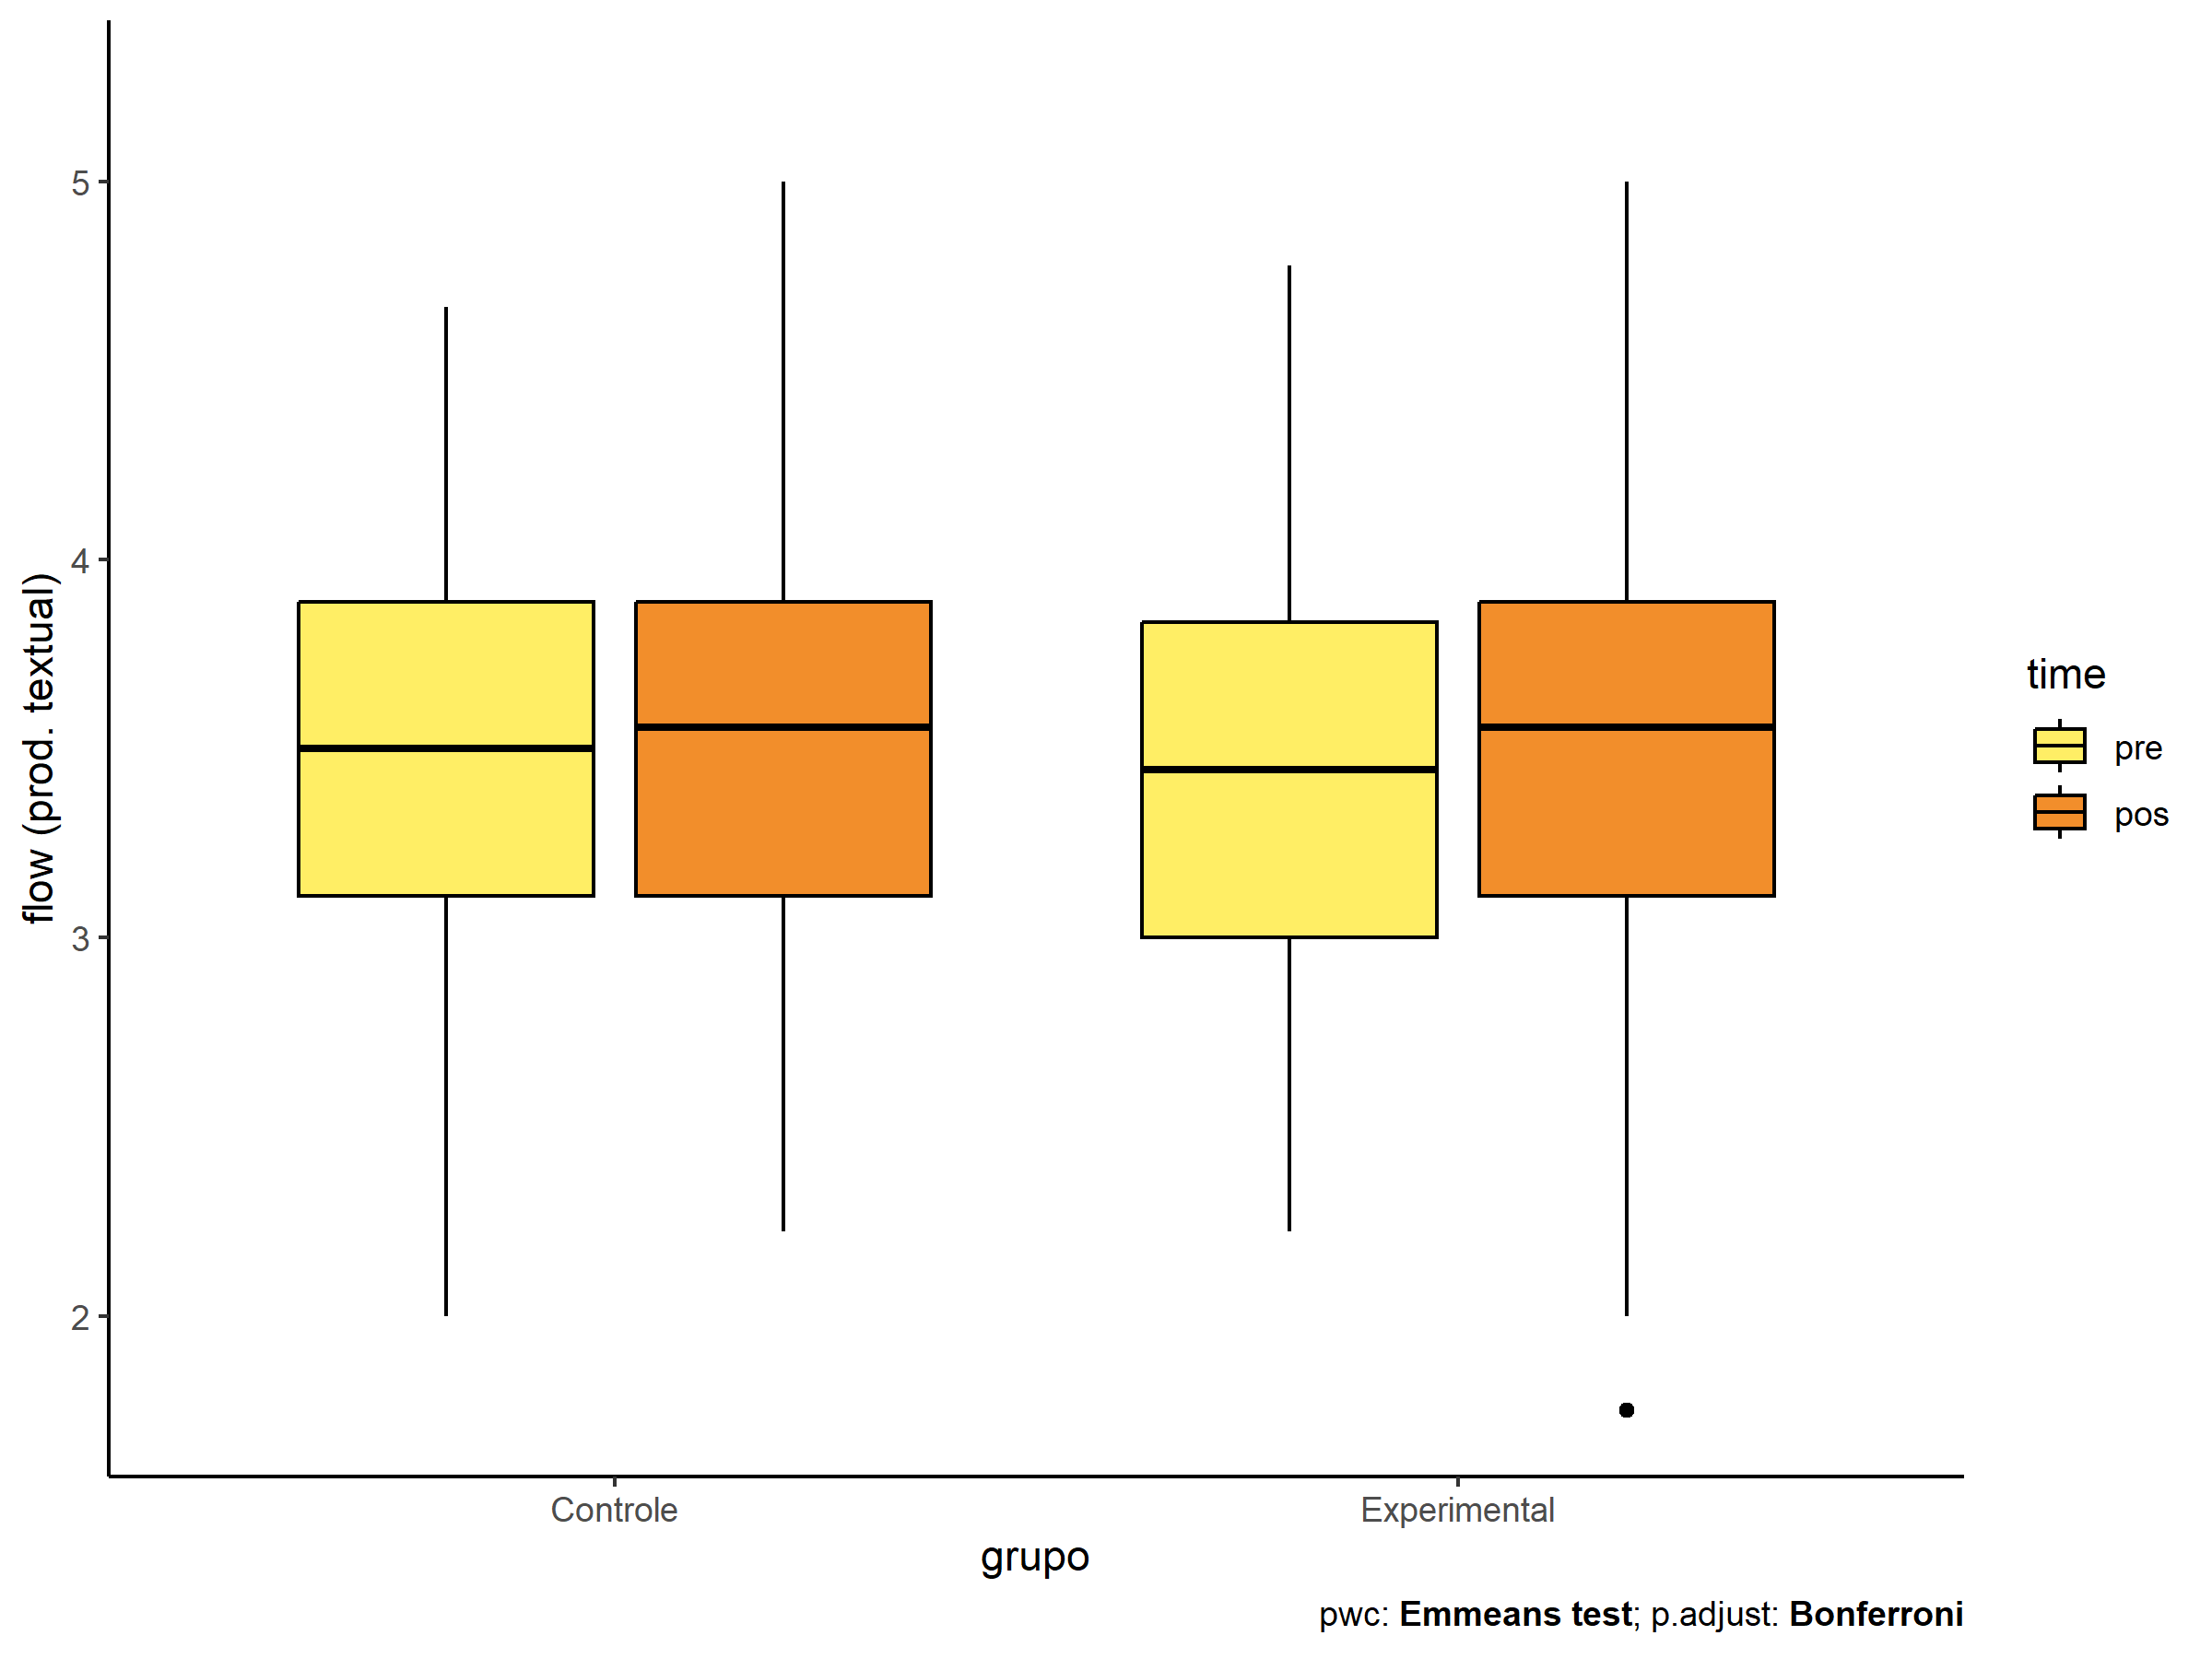 flow (prod. textual)
5
4
3
2
Controle
Experimental
grupo
time
pre
pos
pwc: Emmeans test; p.adjust: Bonferroni